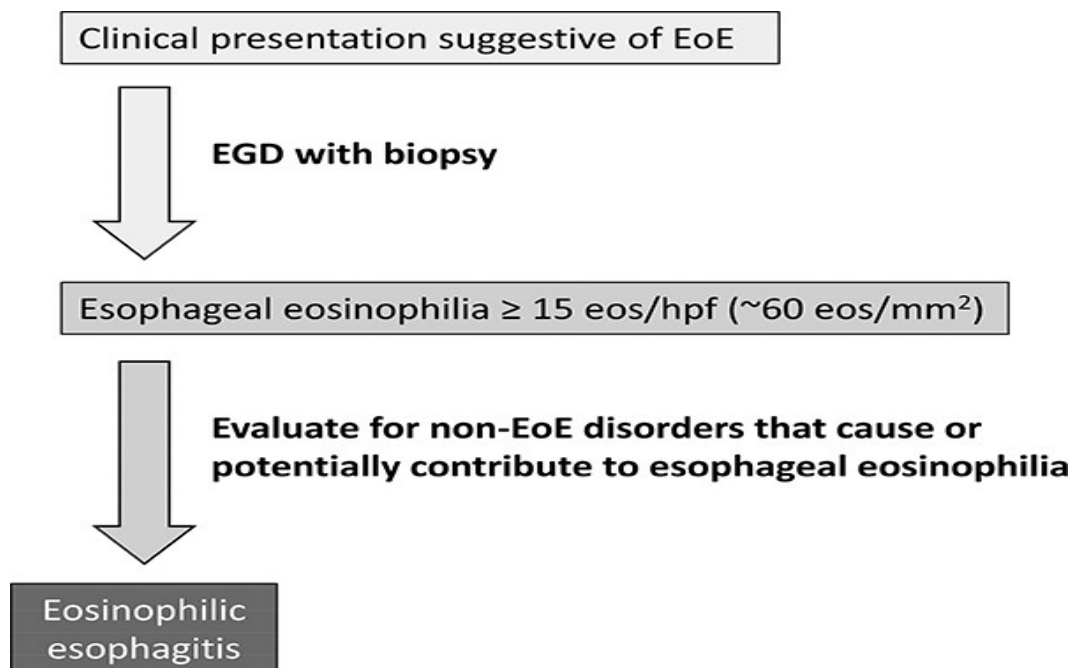 Clinical presentation suggestive of EoE
EGD with biopsy
Esophageal eosinophilia ≥ 15 eos/hpf (~60 eos/mm²)
Evaluate for non-EoE disorders that cause or
potentially contribute to esophageal eosinophilia
Eosinophilic
esophagitis